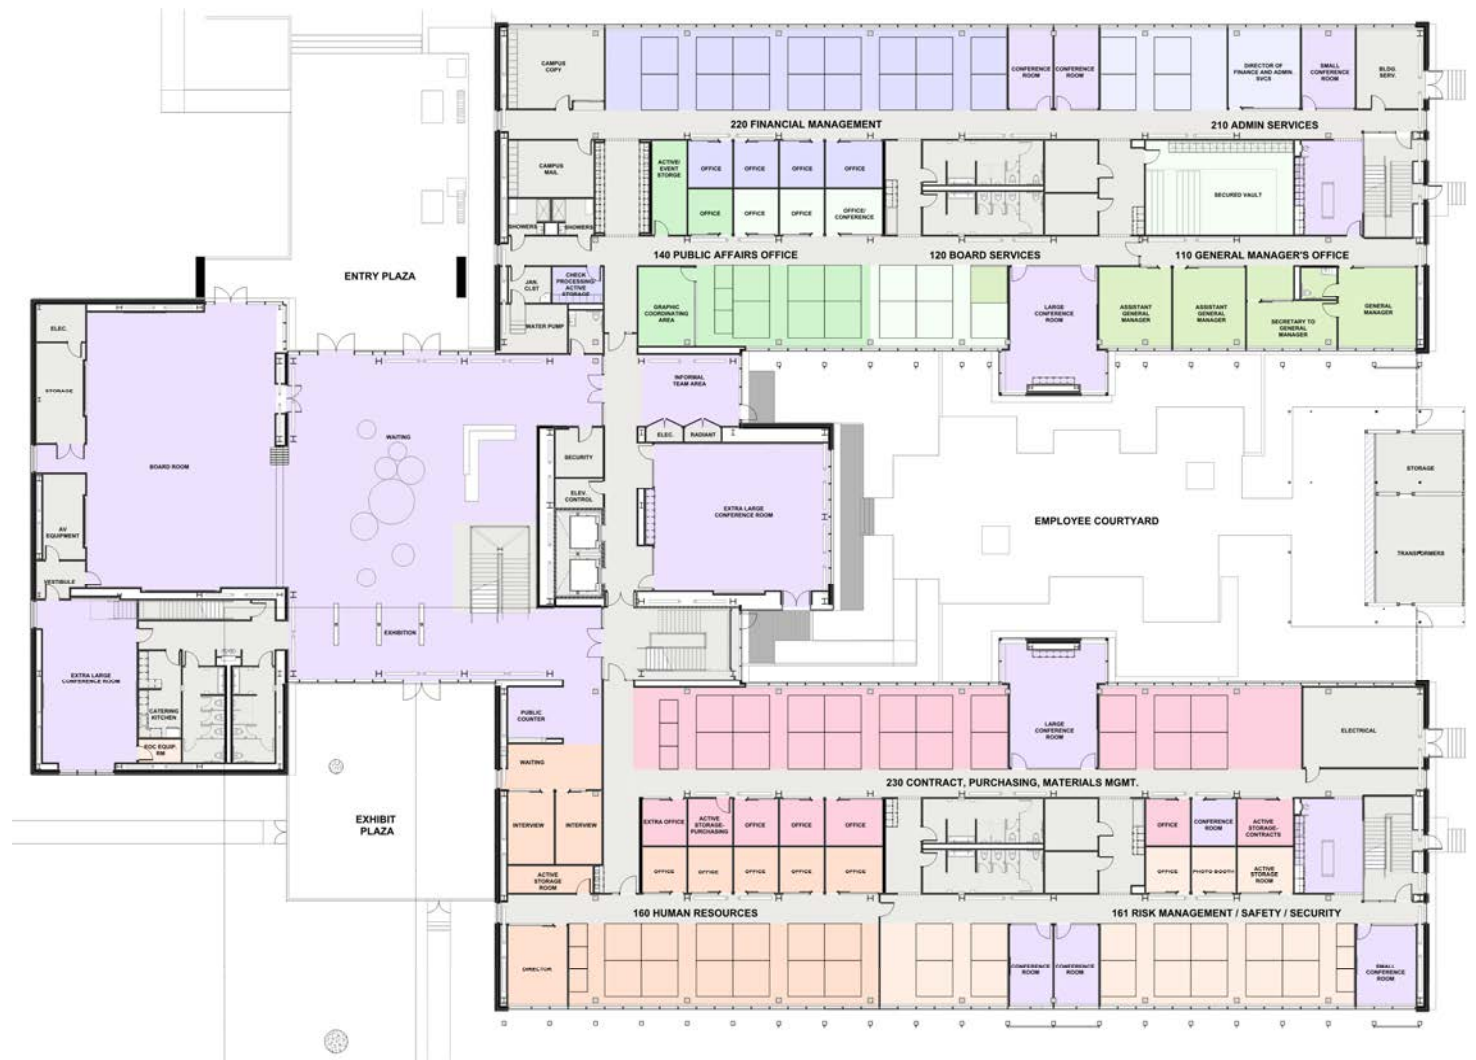 CAMPUS
COPY
CONFERENCE
ROOM
CONFERENCE
ROOM
DIRECTOR OF
FINANCE AND ADMIN.
SVCS
SMALL
CONFERENCE
ROOM
BLDG.
SERV.
220 FINANCIAL MANAGEMENT
210 ADMIN SERVICES
CAMPUS
MAIL
ACTIVE/
EVENT
STORGE
OFFICE
OFFICE
OFFICE
OFFICE
SECURED VAULT
OFFICE
OFFICE
OFFICE
OFFICE/
CONFERENCE
SHOWERS
SHOWERS
140 PUBLIC AFFAIRS OFFICE
120 BOARD SERVICES
110 GENERAL MANAGER'S OFFICE
ENTRY PLAZA
JAN.
CLST
CHECK
PROCESSING/
ACTIVE
STORAGE
GRAPHIC
COORDINATING
AREA
LARGE
CONFERENCE
ROOM
ASSISTANT
GENERAL
MANAGER
ASSISTANT
GENERAL
MANAGER
SECRETARY TO
GENERAL
MANAGER
GENERAL
MANAGER
WATER PUMP
ELEC.
STORAGE
INFORMAL
TEAM AREA
ELEC.
RADIANT
WAITING
BOARD ROOM
SECURITY
ELEV.
CONTROL
EXTRA LARGE
CONFERENCE ROOM
EMPLOYEE COURTYARD
STORAGE
TRANSFORMERS
AV
EQUIPMENT
VESTIBULE
EXHIBITION
EXTRA LARGE
CONFERENCE ROOM
CATERING
KITCHEN
EOC EQUIP.
RM
PUBLIC
COUNTER
LARGE
CONFERENCE
ROOM
ELECTRICAL
WAITING
230 CONTRACT, PURCHASING, MATERIALS MGMT.
EXHIBIT
PLAZA
INTERVIEW
INTERVIEW
EXTRA OFFICE
ACTIVE
STORAGE-
PURCHASING
OFFICE
OFFICE
OFFICE
OFFICE
CONFERENCE
ROOM
ACTIVE
STORAGE-
CONTRACTS
ACTIVE
STORAGE
ROOM
OFFICE
OFFICE
OFFICE
OFFICE
OFFICE
OFFICE
PHOTO BOOTH
ACTIVE
STORAGE
ROOM
160 HUMAN RESOURCES
161 RISK MANAGEMENT / SAFETY / SECURITY
DIRECTOR
CONFERENCE
ROOM
CONFERENCE
ROOM
SMALL
CONFERENCE
ROOM